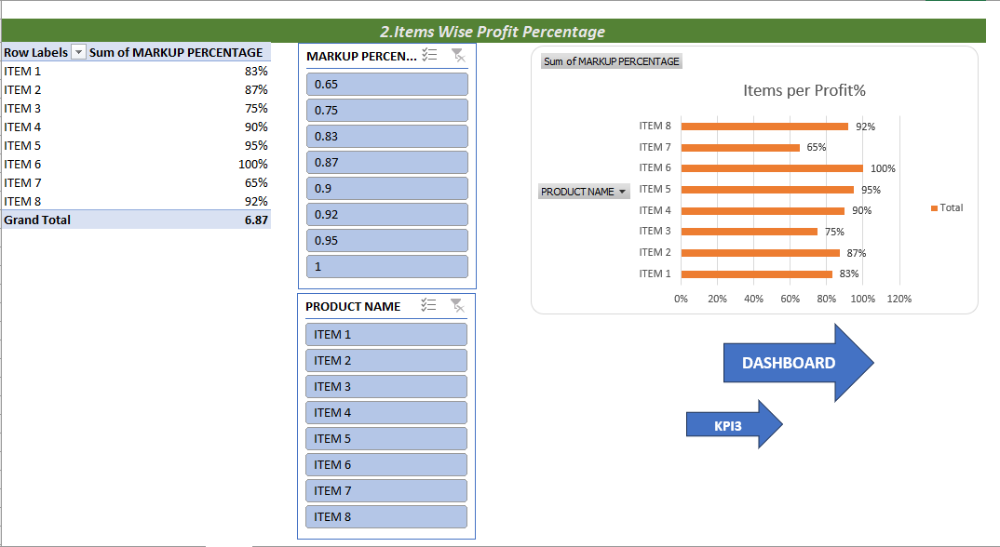 2.Items Wise Profit Percentage
Row Labels Sum of MARKUP PERCENTAGE
ITEM 1 83%
ITEM 2 87%
ITEM 3 75%
ITEM 4 90%
ITEM 5 95%
ITEM 6 100%
ITEM 7 65%
ITEM 8 92%
Grand Total 6.87
MARKUP PERCEN...
0.65
0.75
0.83
0.87
0.9
0.92
0.95
1
PRODUCT NAME
ITEM 1
ITEM 2
ITEM 3
ITEM 4
ITEM 5
ITEM 6
ITEM 7
ITEM 8
Sum of MARKUP PERCENTAGE
Items per Profit%
ITEM 8 92%
ITEM 7 65%
ITEM 6 100%
PRODUCT NAME
ITEM 5 95%
ITEM 4 90%
ITEM 3 75%
ITEM 2 87%
ITEM 1 83%
0% 20% 40% 60% 80% 100% 120%
Total
DASHBOARD
KPI3